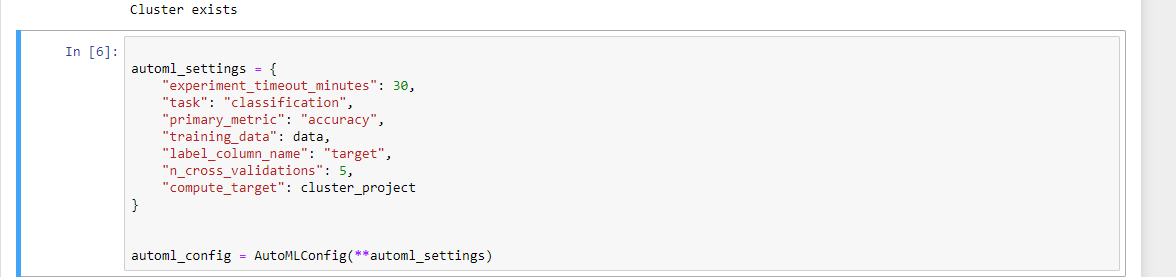 Cluster exists
In [6]:
automl_settings = {
    "experiment_timeout_minutes": 30,
    "task": "classification",
    "primary_metric": "accuracy",
    "training_data": data,
    "label_column_name": "target",
    "n_cross_validations": 5,
    "compute_target": cluster_project
}
automl_config = AutoMLConfig(**automl_settings)